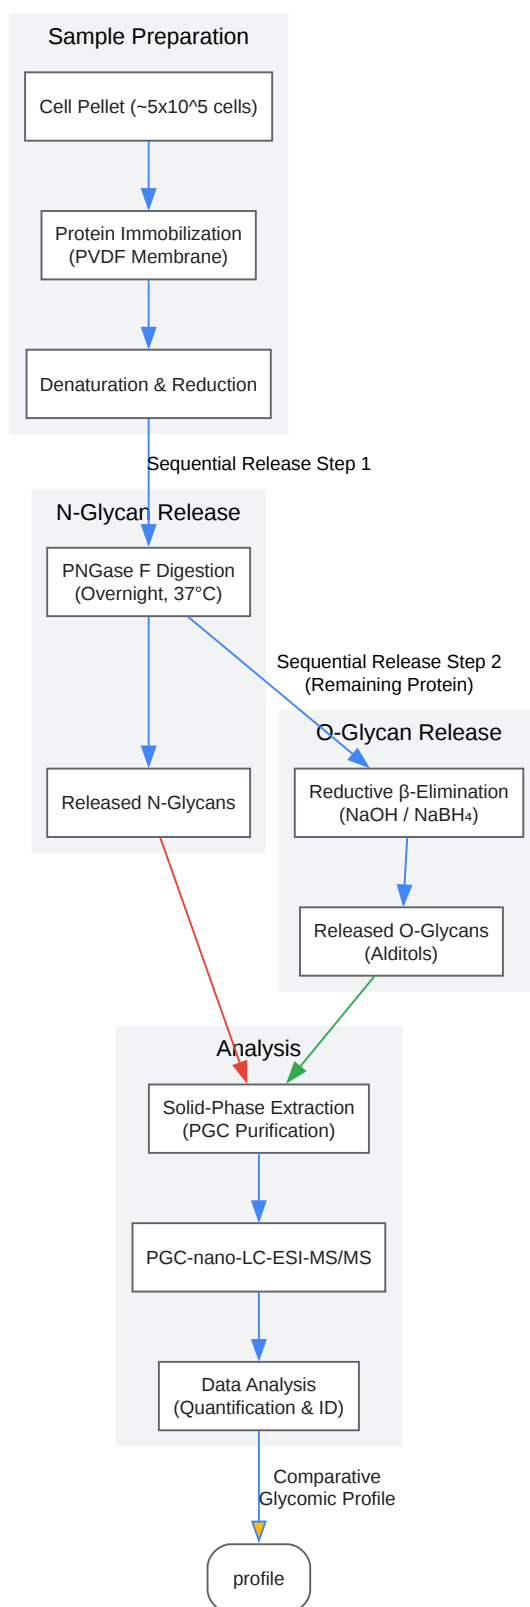 Sample Preparation
Cell Pellet (~5x10^5 cells)
Protein Immobilization
(PVDF Membrane)
Denaturation & Reduction
Sequential Release Step 1
N-Glycan Release
PNGase F Digestion
(Overnight, 37°C)
Sequential Release Step 2
(Remaining Protein)
O-Glycan Release
Released N-Glycans
Reductive β-Elimination
(NaOH / NaBH₄)
Released O-Glycans
(Alditols)
Analysis
Solid-Phase Extraction
(PGC Purification)
PGC-nano-LC-ESI-MS/MS
Data Analysis
(Quantification & ID)
Comparative
Glycomic Profile
profile